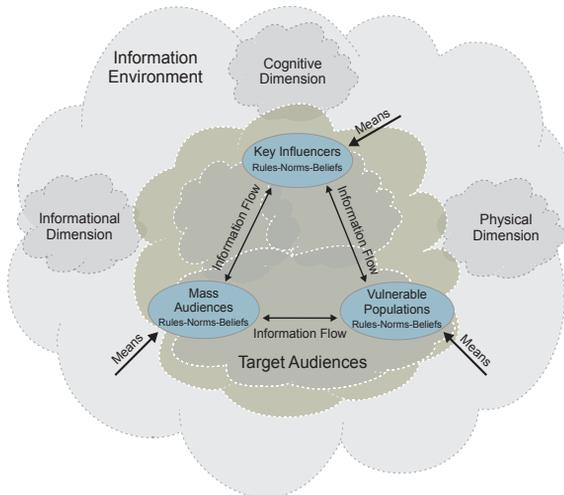 Information
Environment
Cognitive
Dimension
Means
Key Influencers
Rules-Norms-Beliefs
Informational
Dimension
Physical
Dimension
Information Flow
Information Flow
Mass
Audiences
Rules-Norms-Beliefs
Vulnerable
Populations
Rules-Norms-Beliefs
Information Flow
Means
Means
Target Audiences